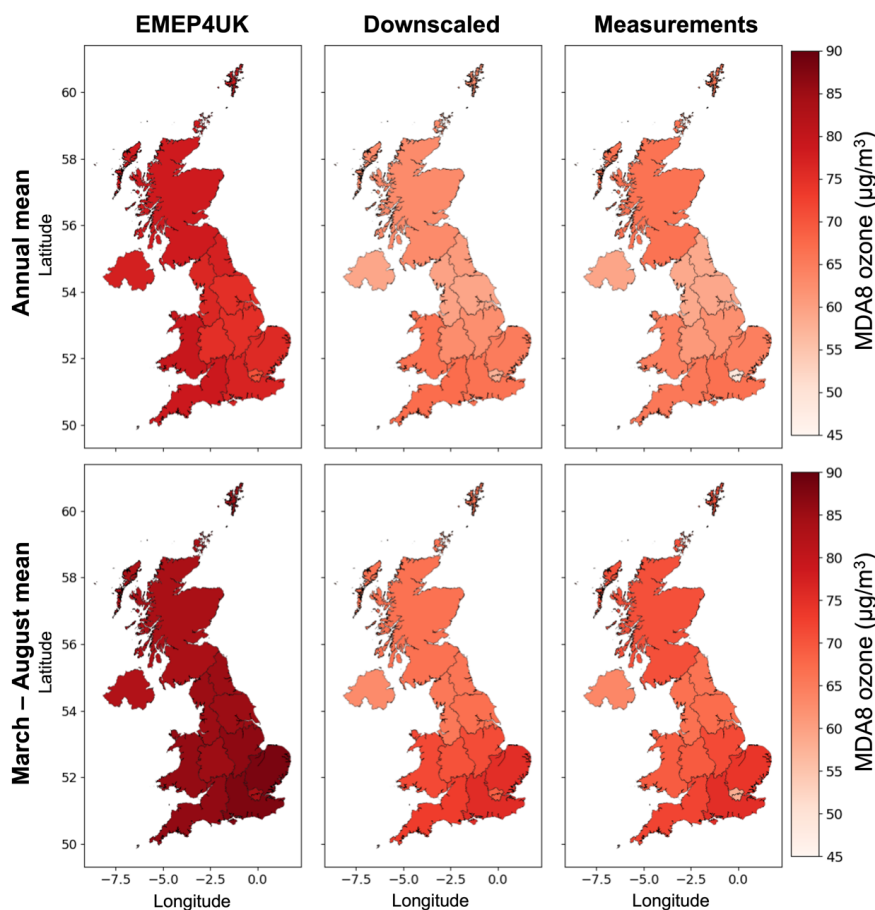 EMEP4UK Downscaled Measurements
Annual mean
Latitude
60
58
56
54
52
50
90
85
80
75
70
65
60
55
50
45
MDA8 ozone (µg/m³)
March – August mean
Latitude
60
58
56
54
52
50
−7.5 −5.0 −2.5 0.0
Longitude
−7.5 −5.0 −2.5 0.0
Longitude
−7.5 −5.0 −2.5 0.0
Longitude
90
85
80
75
70
65
60
55
50
45
MDA8 ozone (µg/m³)